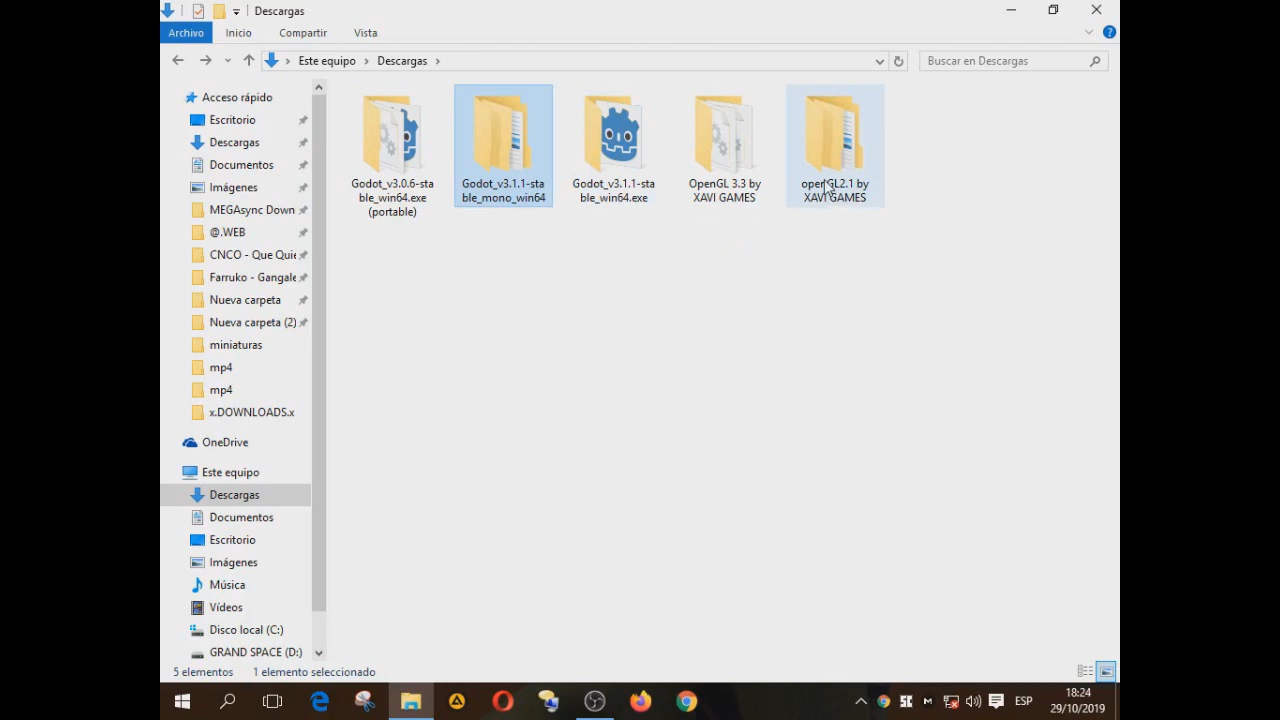 Descargas
Archivo
Inicio
Compartir
Vista
Este equipo
Descargas
Buscar en Descargas
Acceso rápido
Escritorio
Descargas
Documentos
Imágenes
MEGAsync Down
@.WEB
CNCO - Que Quie
Farruko - Gangale
Nueva carpeta
Nueva carpeta (2)
miniaturas
mp4
mp4
x.DOWNLOADS.x
OneDrive
Este equipo
Descargas
Documentos
Escritorio
Imágenes
Música
Vídeos
Disco local (C:)
GRAND SPACE (D:)
Godot_v3.0.6-sta
ble_win64.exe
(portable)
Godot_v3.1.1-sta
ble_mono_win64
Godot_v3.1.1-sta
ble_win64.exe
OpenGL 3.3 by
XAVI GAMES
openGL2.1 by
XAVI GAMES
5 elementos
1 elemento seleccionado
ESP
18:24
29/10/2019